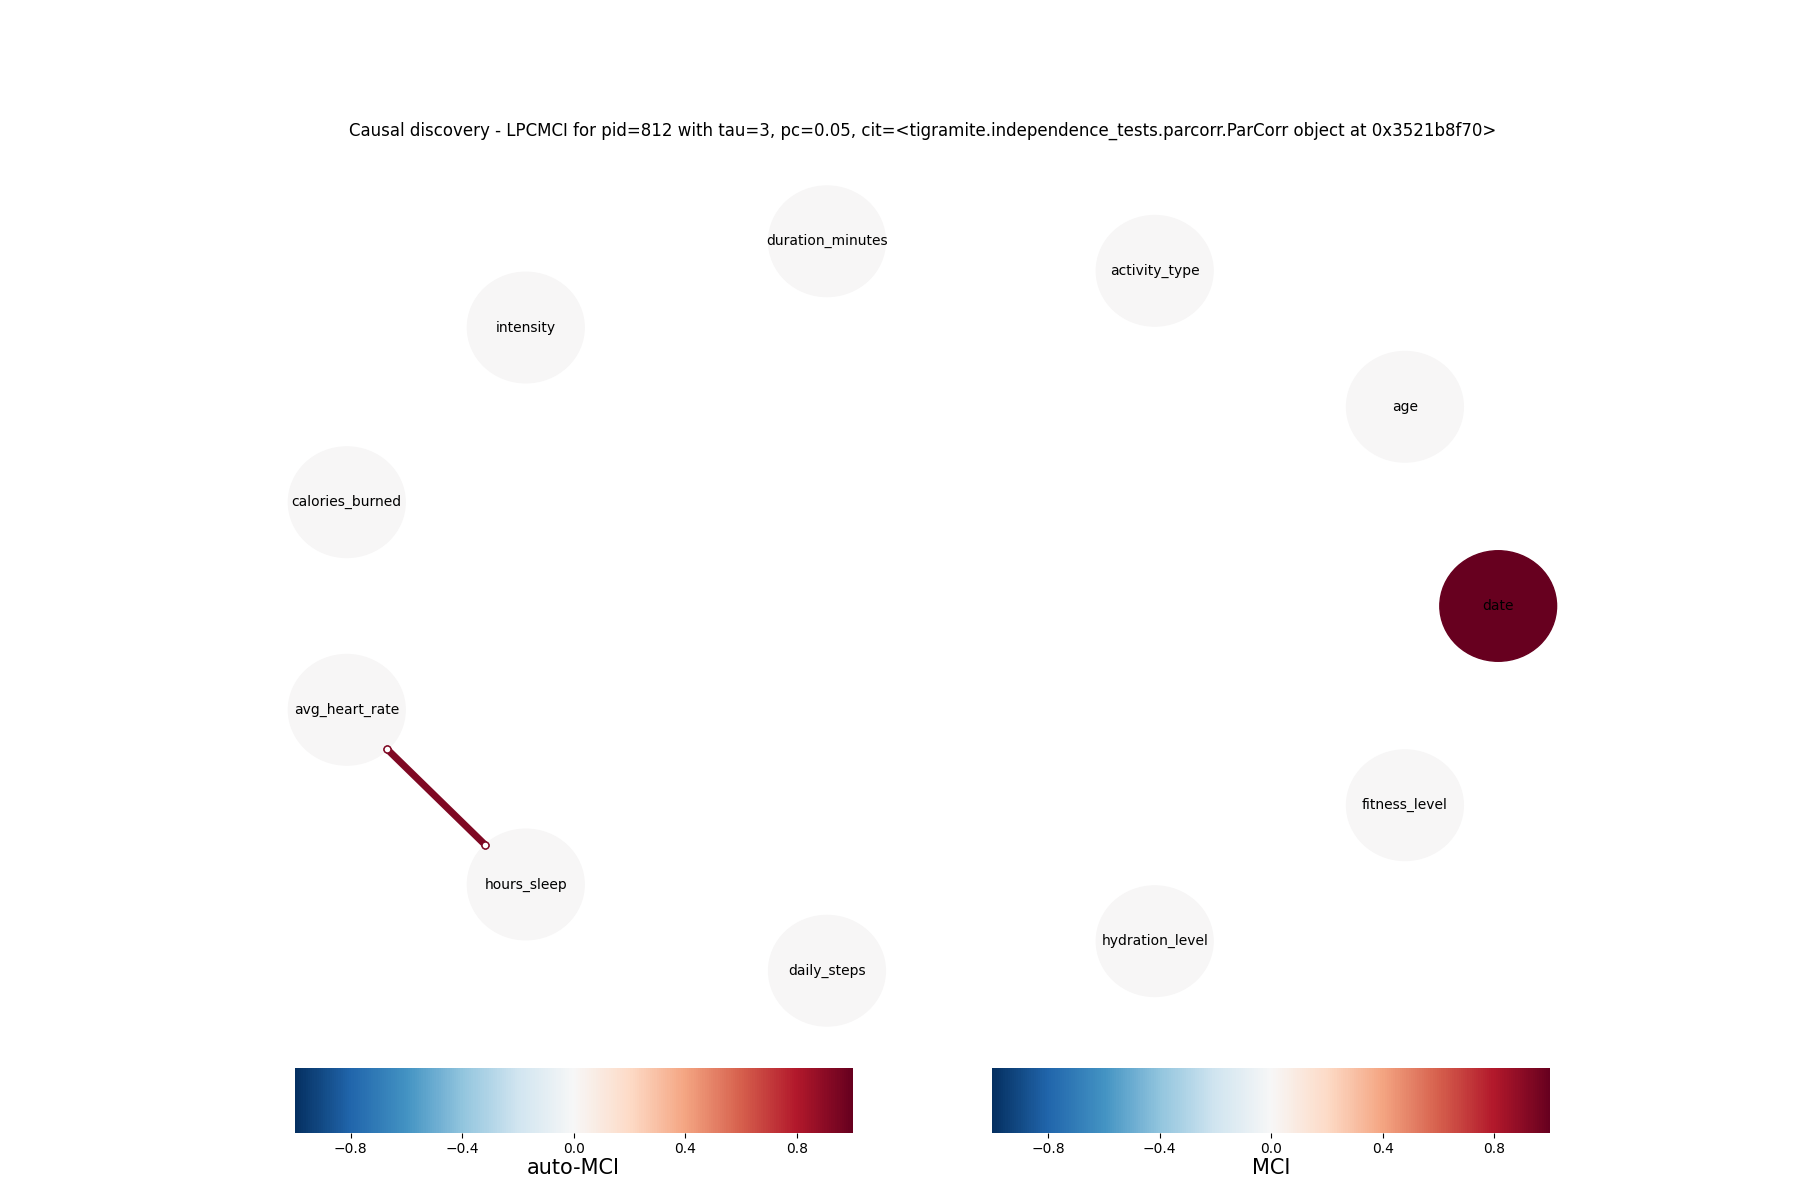 Causal discovery - LPCMCI for pid=812 with tau=3, pc=0.05, cit=<tigramite.independence_tests.parcorr.ParCorr object at 0x3521b8f70>
duration_minutes
activity_type
intensity
age
calories_burned
date
avg_heart_rate
fitness_level
hours_sleep
hydration_level
daily_steps
−0.8 −0.4 0.0 0.4 0.8
auto-MCI
−0.8 −0.4 0.0 0.4 0.8
MCI